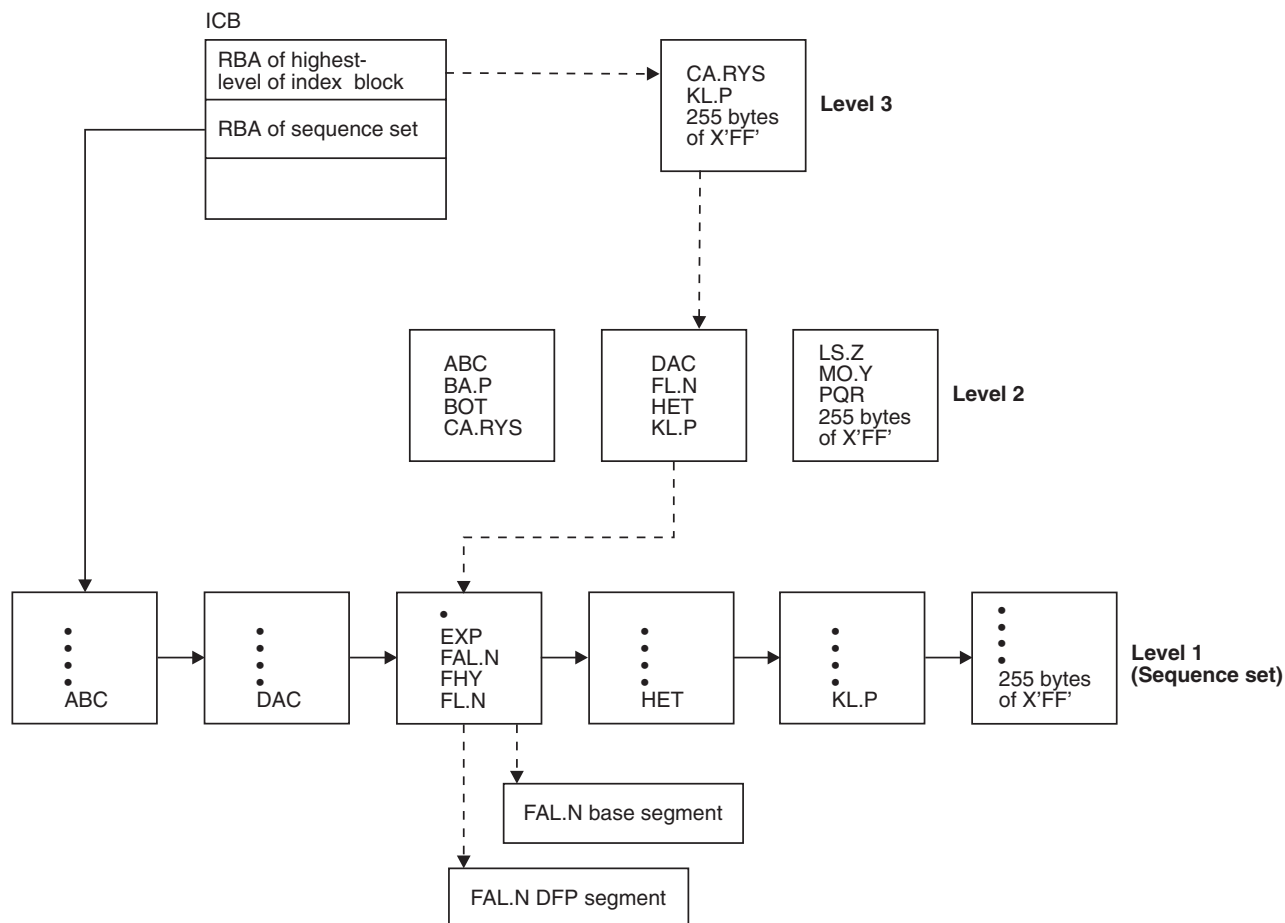 ICB
RBA of highest-
level of index block
RBA of sequence set
CA.RYS
KL.P
255 bytes
of X'FF'
Level 3
ABC
BA.P
BOT
CA.RYS
DAC
FL.N
HET
KL.P
LS.Z
MO.Y
PQR
255 bytes
of X'FF'
Level 2
ABC
DAC
EXP
FAL.N
FHY
FL.N
HET
KL.P
255 bytes
of X'FF'
Level 1
(Sequence set)
FAL.N base segment
FAL.N DFP segment